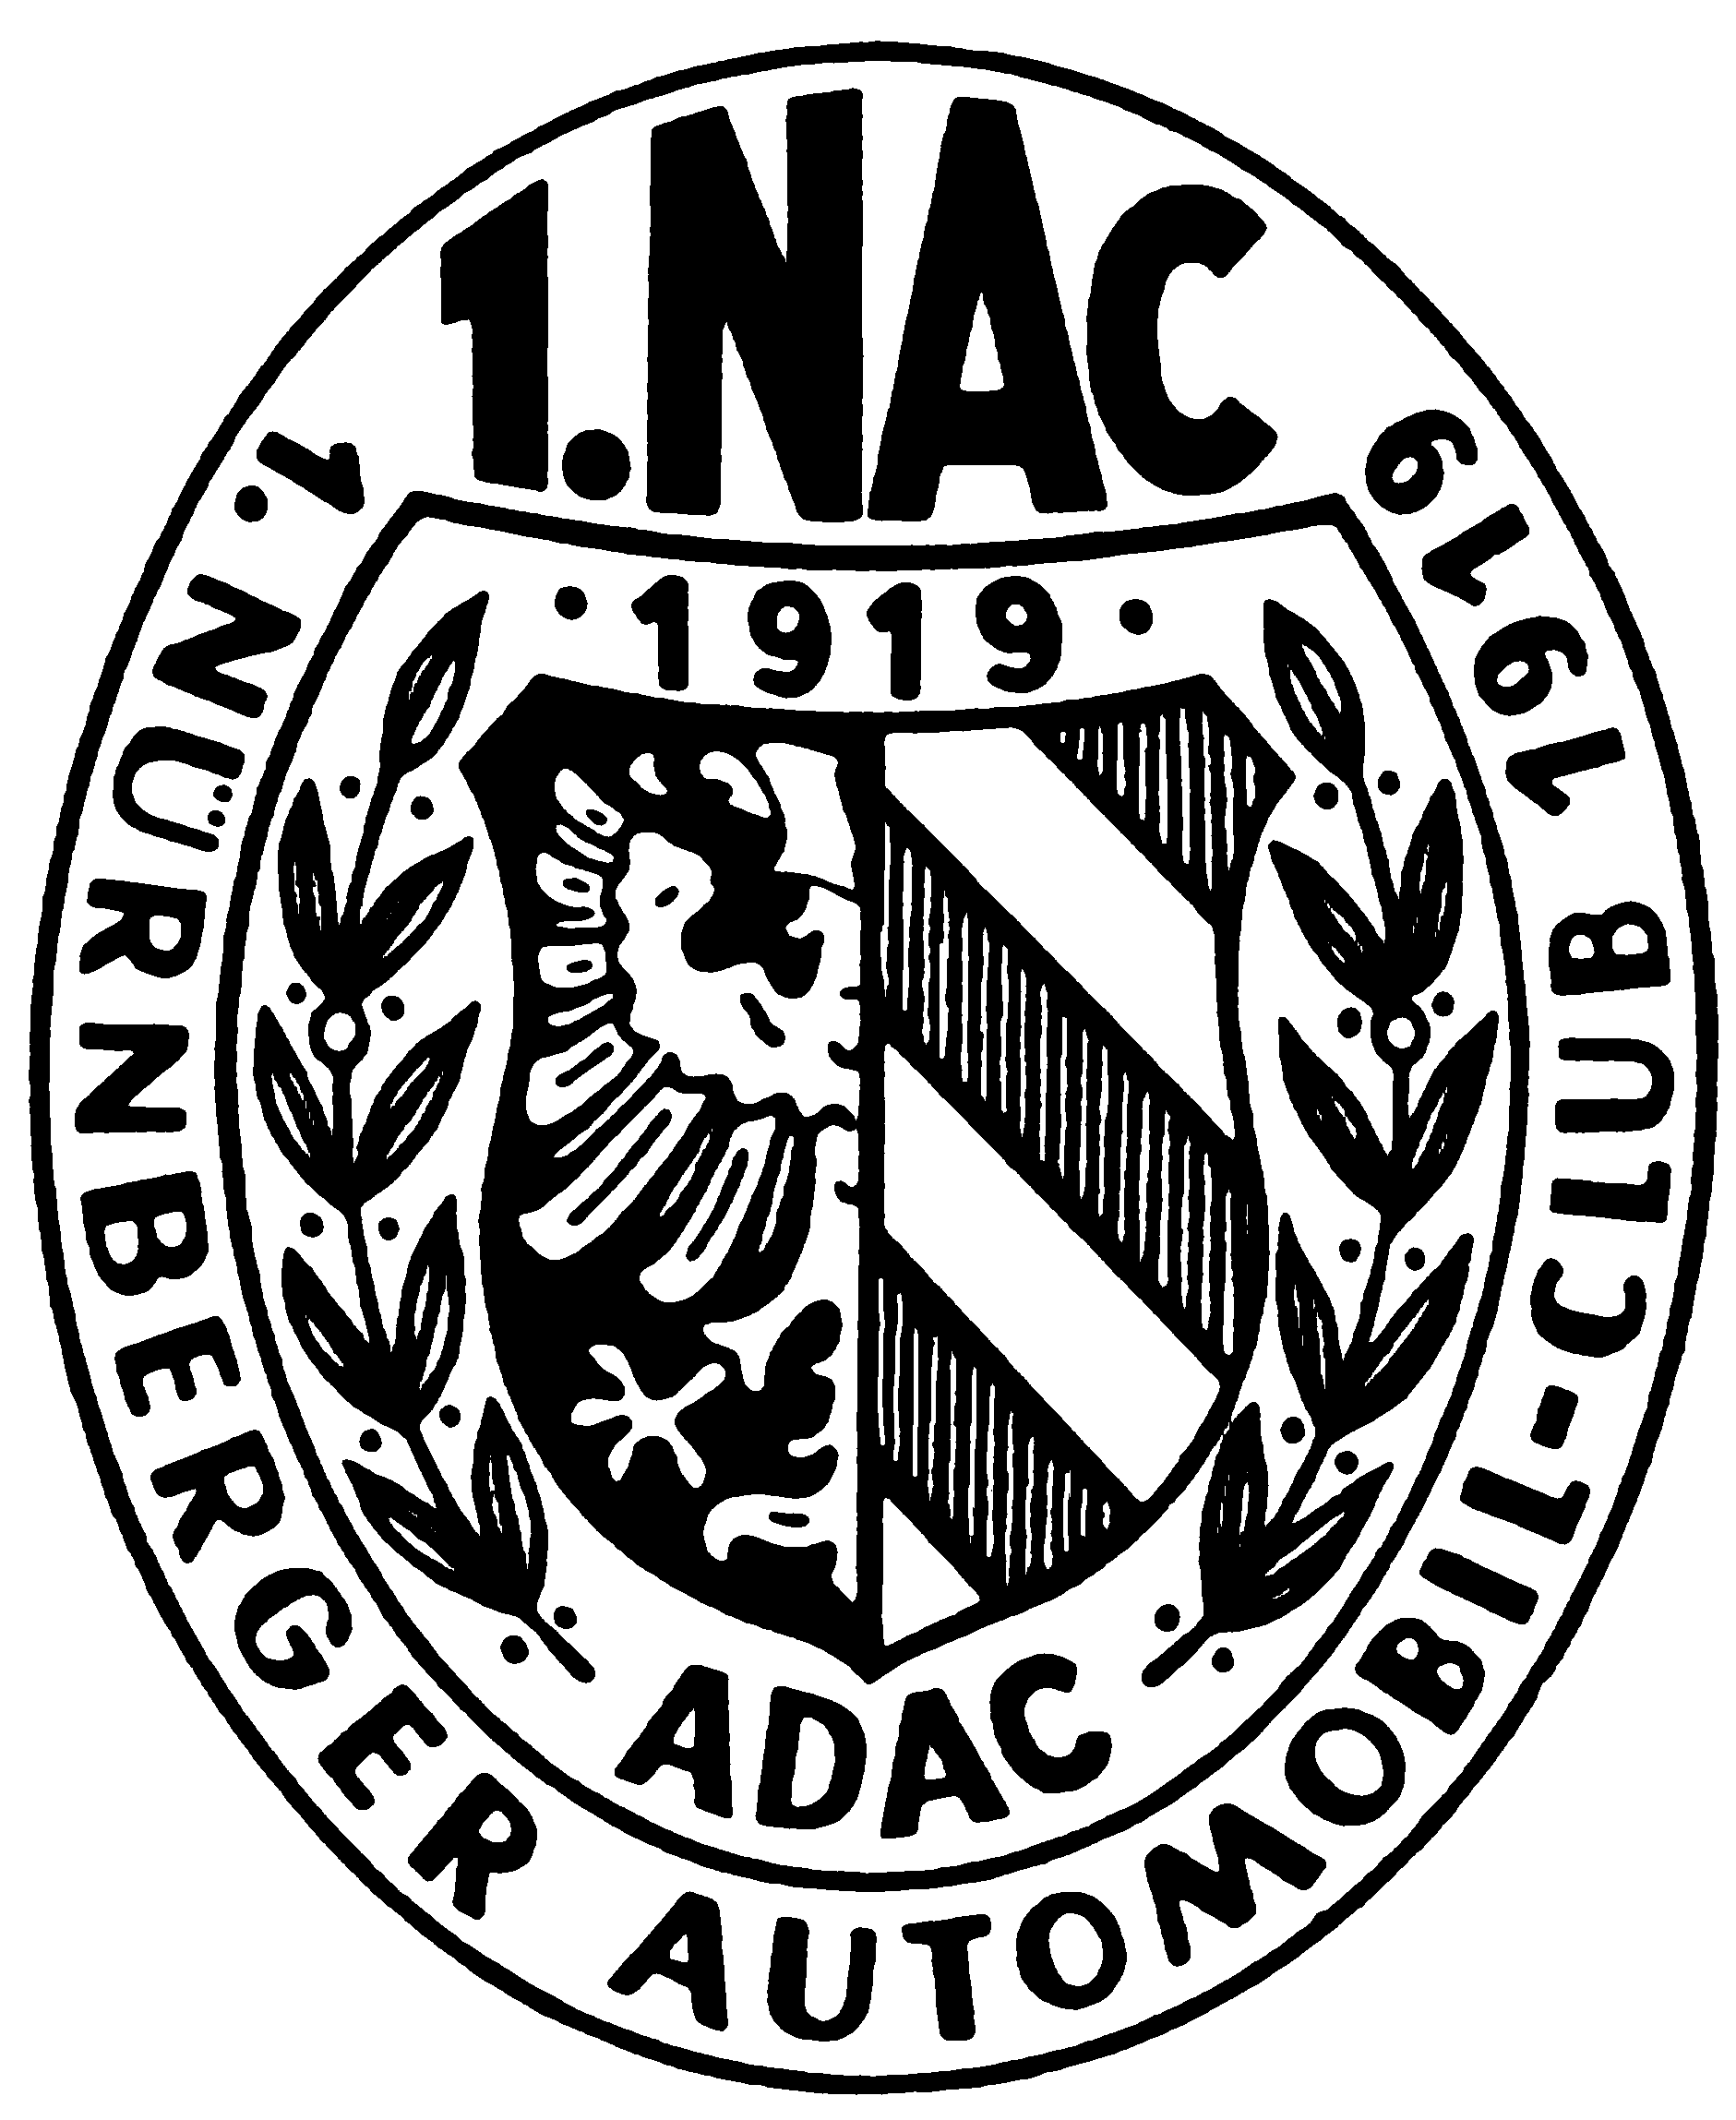 1.NAC
· 1919 ·
ADAC
1. NÜRNBERGER AUTOMOBIL-CLUB 1919